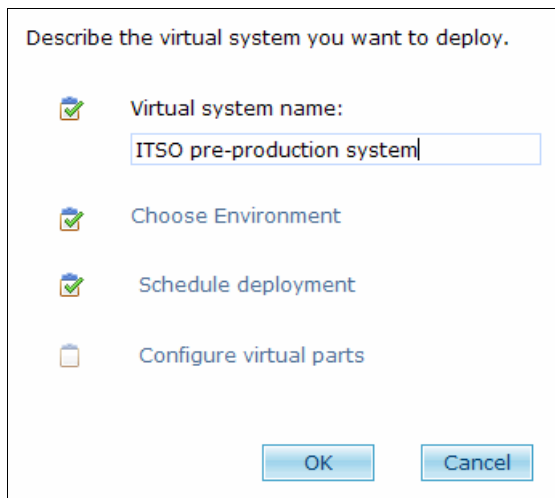 Describe the virtual system you want to deploy.
Virtual system name:
ITSO pre-production system
Choose Environment
Schedule deployment
Configure virtual parts
OK
Cancel